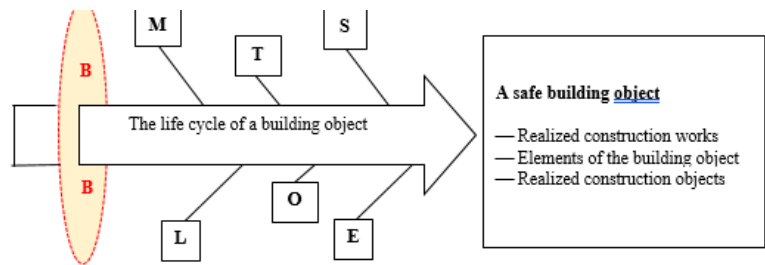 M
S
T
B
A safe building object
The life cycle of a building object
— Realized construction works
— Elements of the building object
— Realized construction objects
B
O
L
E